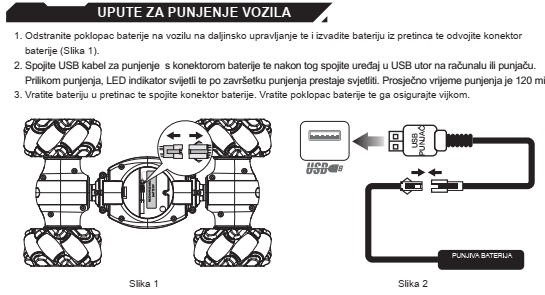 UPUTE ZA PUNJENJE VOZILA
1. Odstranite poklopac baterije na vozilu na daljinsko upravljanje te i izvadite bateriju iz pretinca te odvojite konektor
baterije (Slika 1).
2. Spojite USB kabel za punjenje s konektorom baterije te nakon tog spojite uređaj u USB utor na računalu ili punjaču.
Prilikom punjenja, LED indikator svijetli te po završetku punjenja prestaje svjetliti. Prosječno vrijeme punjenja je 120 mi
3. Vratite bateriju u pretinac te spojite konektor baterije. Vratite poklopac baterije te ga osigurajte vijkom.
USB
USB
PUNJAČ
PUNJIVA BATERIJA
Slika 1
Slika 2